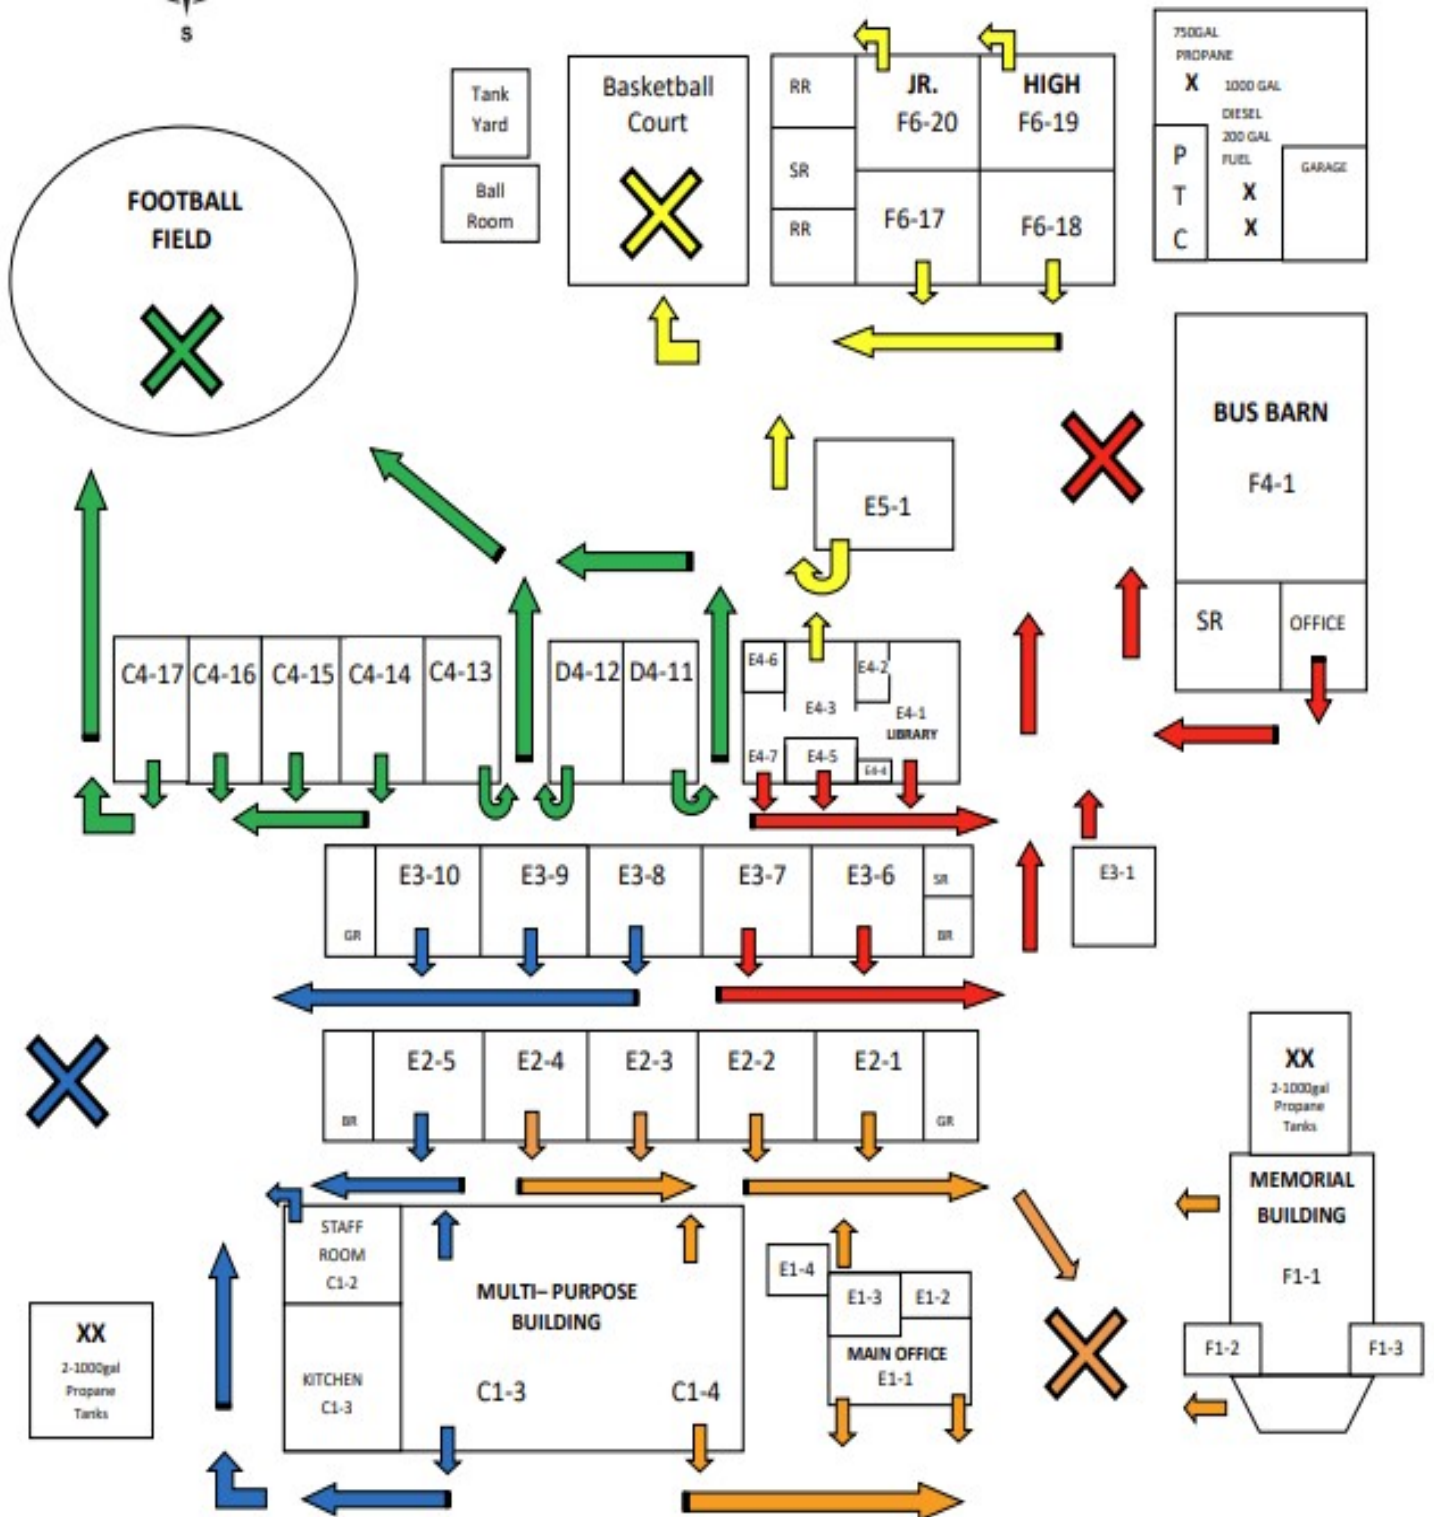 S
Tank
Yard
Ball
Room
Basketball
Court
RR
SR
RR
JR.
F6-20
HIGH
F6-19
F6-17
F6-18
750GAL
PROPANE
X
1000 GAL
DIESEL
200 GAL
FUEL
X
X
P
T
C
GARAGE
FOOTBALL
FIELD
BUS BARN
F4-1
SR
OFFICE
E5-1
C4-17
C4-16
C4-15
C4-14
C4-13
D4-12
D4-11
E4-6
E4-2
E4-3
E4-1
LIBRARY
E4-7
E4-5
E4-4
GR
E3-10
E3-9
E3-8
E3-7
E3-6
SR
BR
E3-1
BR
E2-5
E2-4
E2-3
E2-2
E2-1
GR
XX
2-1000gal
Propane
Tanks
MEMORIAL
BUILDING
F1-1
F1-2
F1-3
STAFF
ROOM
C1-2
KITCHEN
C1-3
MULTI– PURPOSE
BUILDING
C1-3
C1-4
E1-4
E1-3
E1-2
MAIN OFFICE
E1-1
XX
2-1000gal
Propane
Tanks